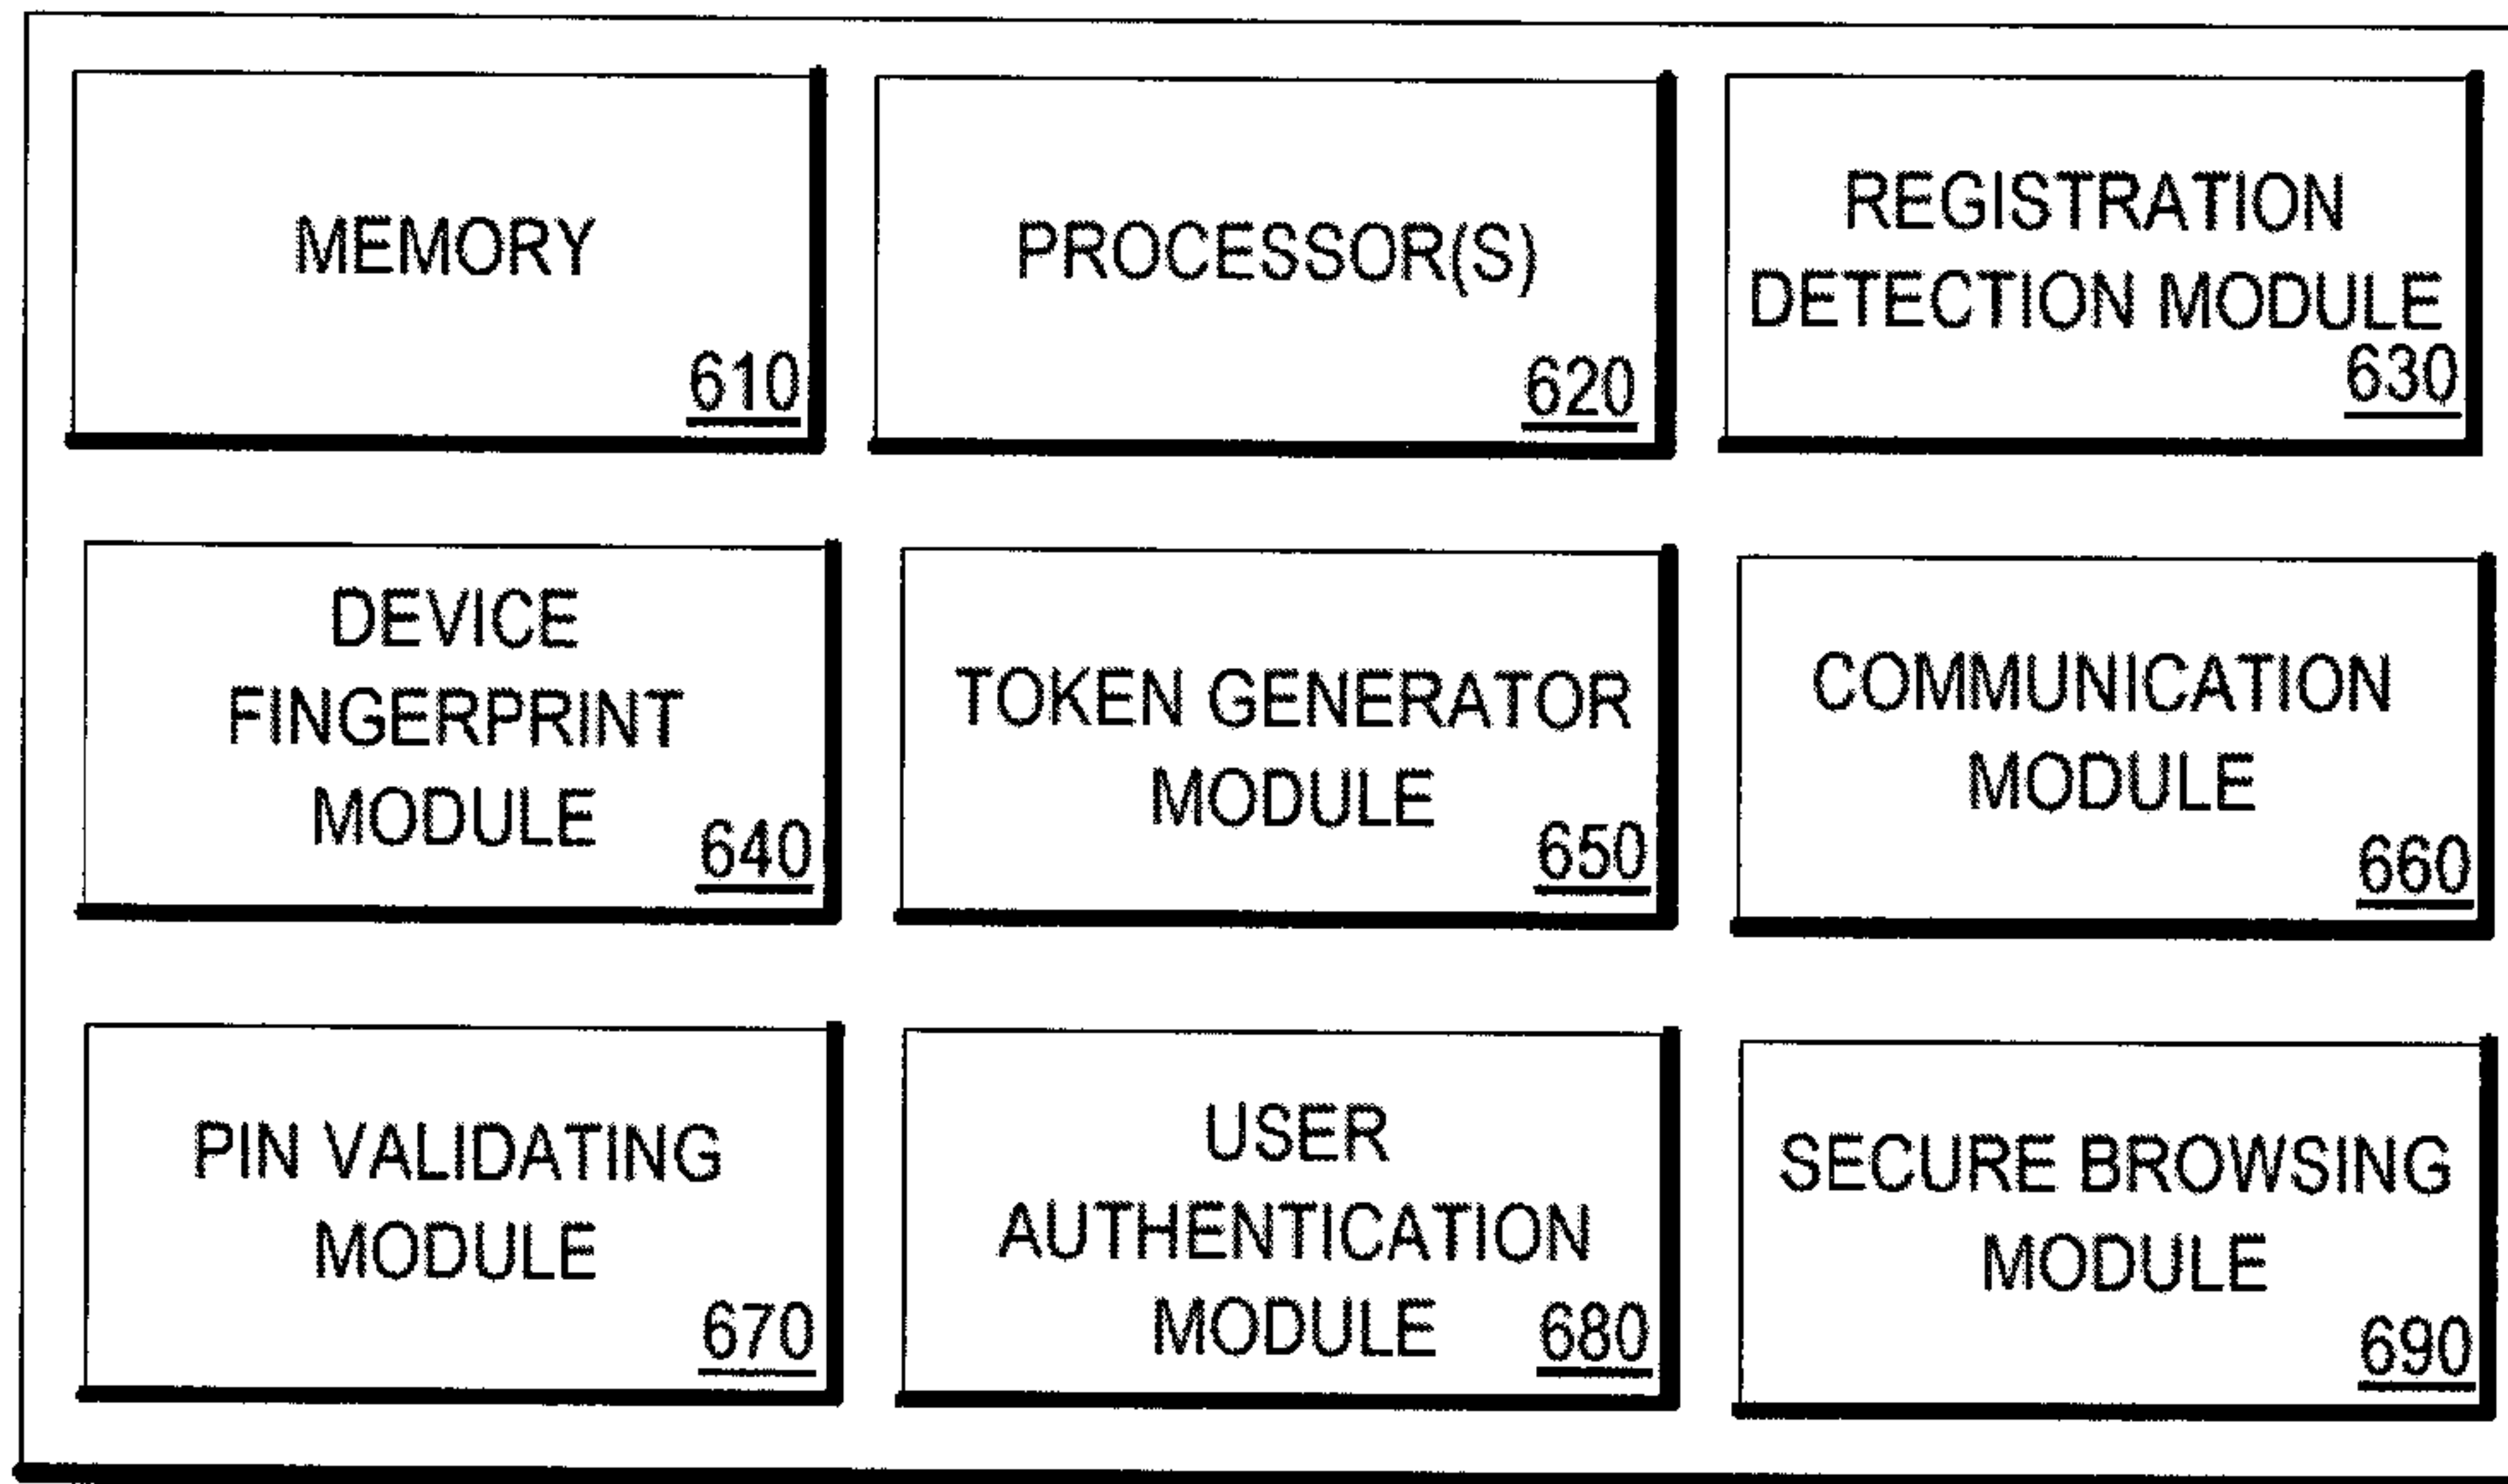 MEMORY
610
PROCESSOR(S)
620
REGISTRATION
DETECTION MODULE
630
DEVICE
FINGERPRINT
MODULE
640
TOKEN GENERATOR
MODULE
650
COMMUNICATION
MODULE
660
PIN VALIDATING
MODULE
670
USER
AUTHENTICATION
MODULE
680
SECURE BROWSING
MODULE
690